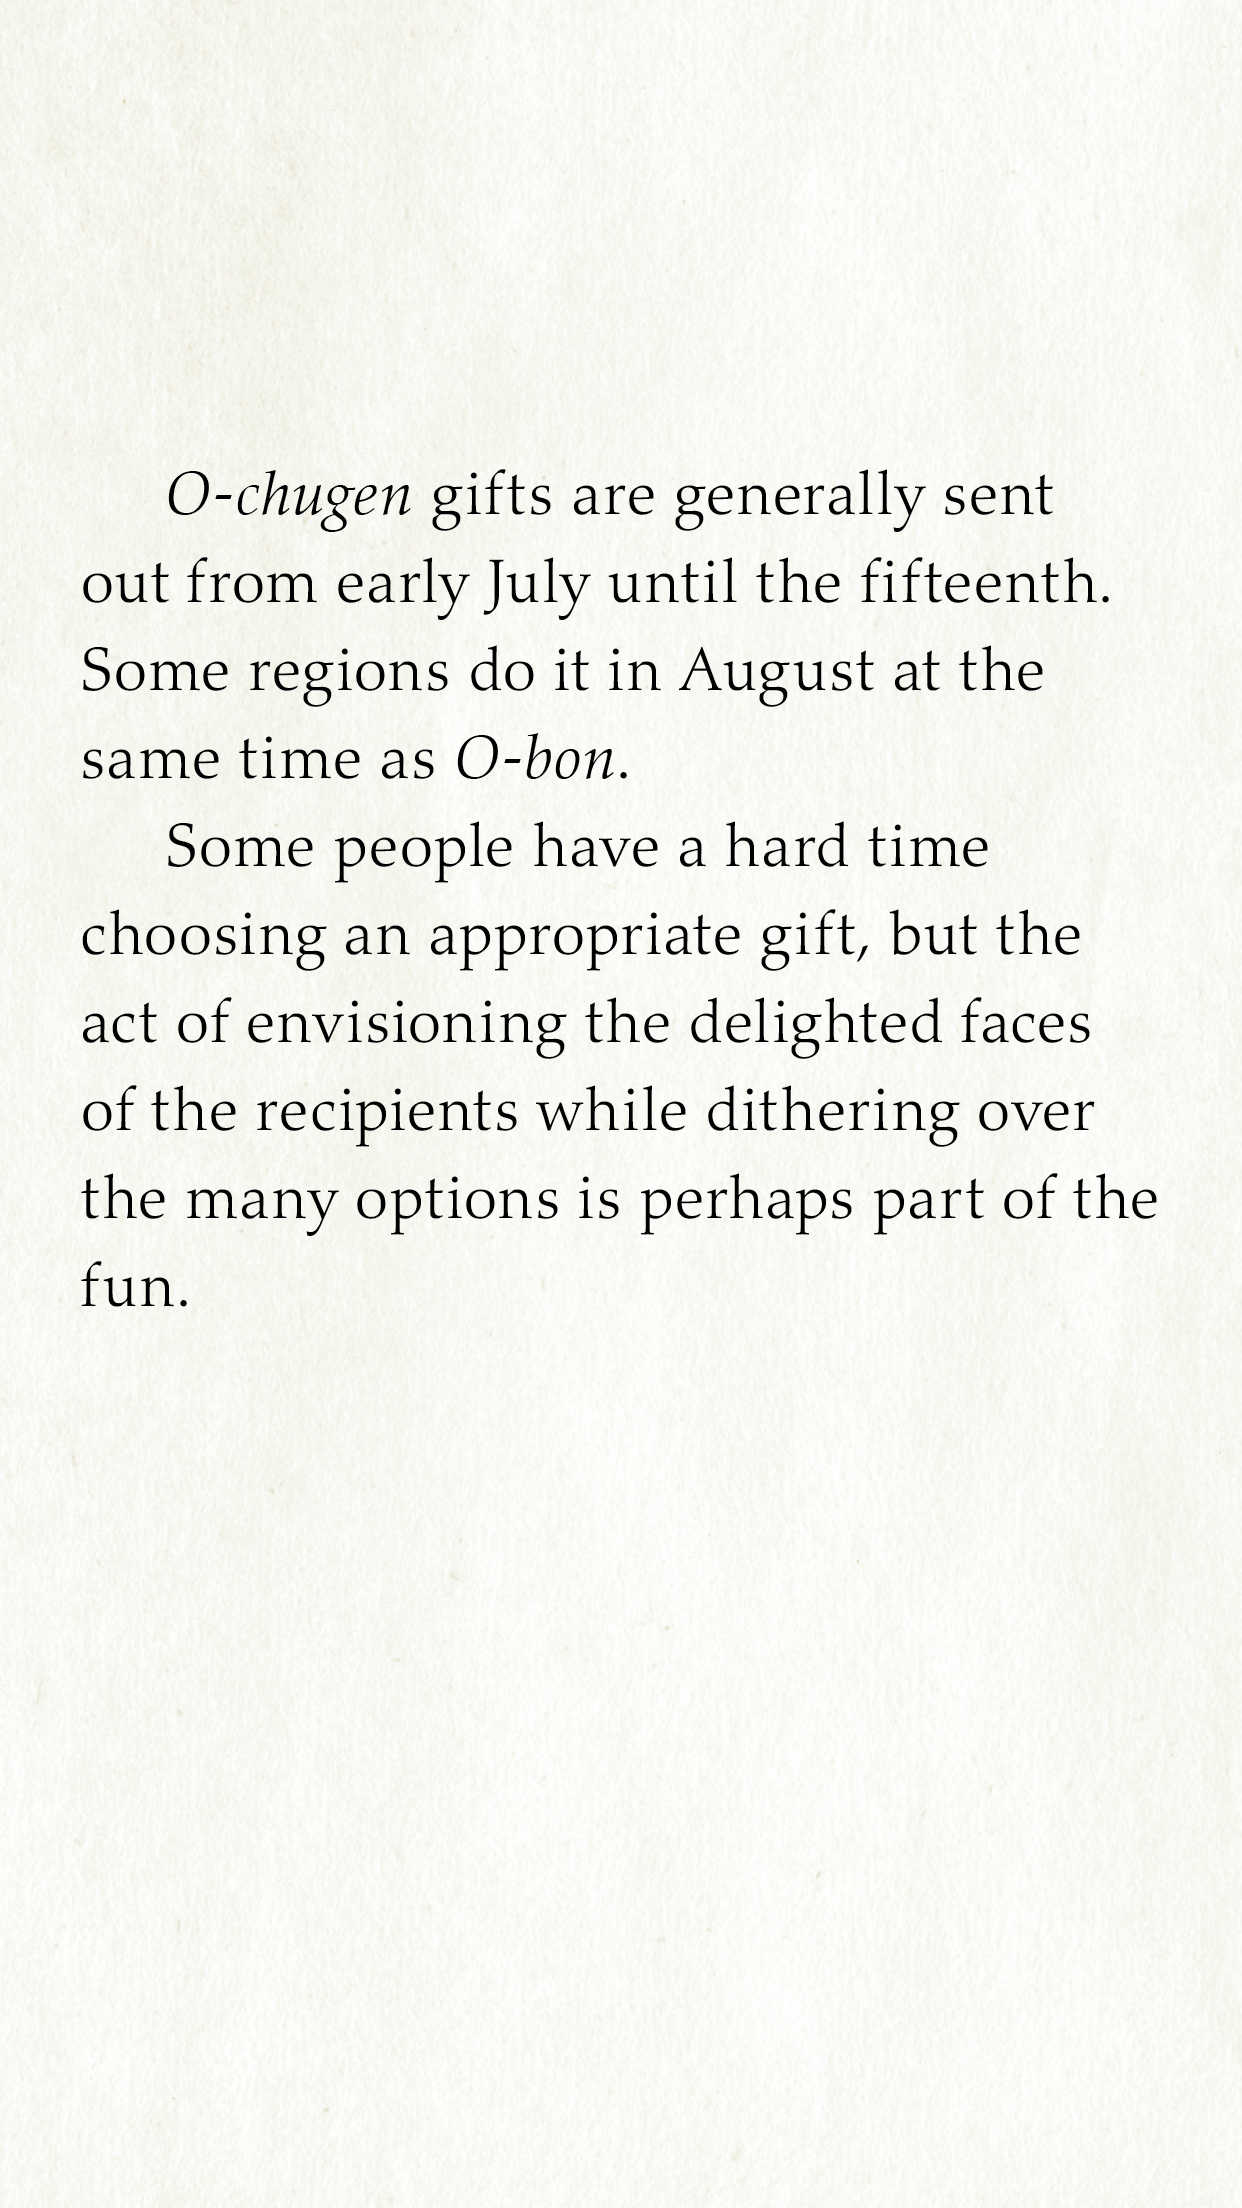 O-chugen gifts are generally sent
out from early July until the fifteenth.
Some regions do it in August at the
same time as O-bon.
Some people have a hard time
choosing an appropriate gift, but the
act of envisioning the delighted faces
of the recipients while dithering over
the many options is perhaps part of the
fun.